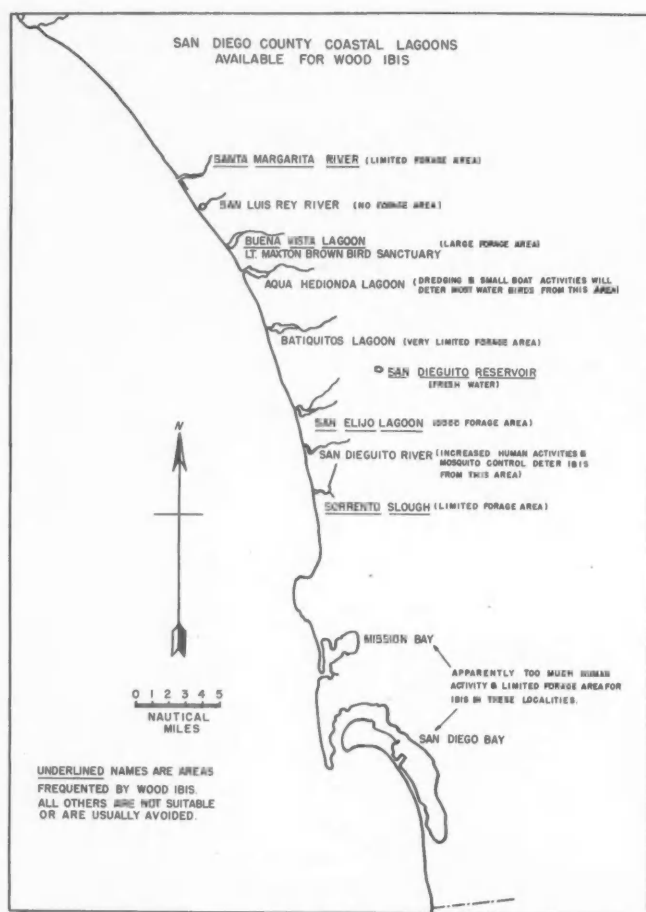 SAN DIEGO COUNTY COASTAL LAGOONS
AVAILABLE FOR WOOD IBIS
SANTA MARGARITA RIVER (LIMITED FORAGE AREA)
SAN LUIS REY RIVER (NO FORAGE AREA)
BUENA VISTA LAGOON (LARGE FORAGE AREA)
LT. MAXTON BROWN BIRD SANCTUARY
AQUA HEDIONDA LAGOON (DREDGING & SMALL BOAT ACTIVITIES WILL
DETER MOST WATER BIRDS FROM THIS AREA)
BATIQUITOS LAGOON (VERY LIMITED FORAGE AREA)
SAN DIEGUITO RESERVOIR
(FRESH WATER)
SAN ELIJO LAGOON FORAGE AREA)
SAN DIEGUITO RIVER (INCREASED HUMAN ACTIVITIES &
MOSQUITO CONTROL DETER IBIS
FROM THIS AREA)
SORRENTO SLOUGH (LIMITED FORAGE AREA)
N
MISSION BAY
APPARENTLY TOO MUCH HUMAN
ACTIVITY & LIMITED FORAGE AREA FOR
IBIS IN THESE LOCALITIES.
SAN DIEGO BAY
0 1 2 3 4 5
NAUTICAL
MILES
UNDERLINED NAMES ARE AREAS
FREQUENTED BY WOOD IBIS.
ALL OTHERS ARE NOT SUITABLE
OR ARE USUALLY AVOIDED.